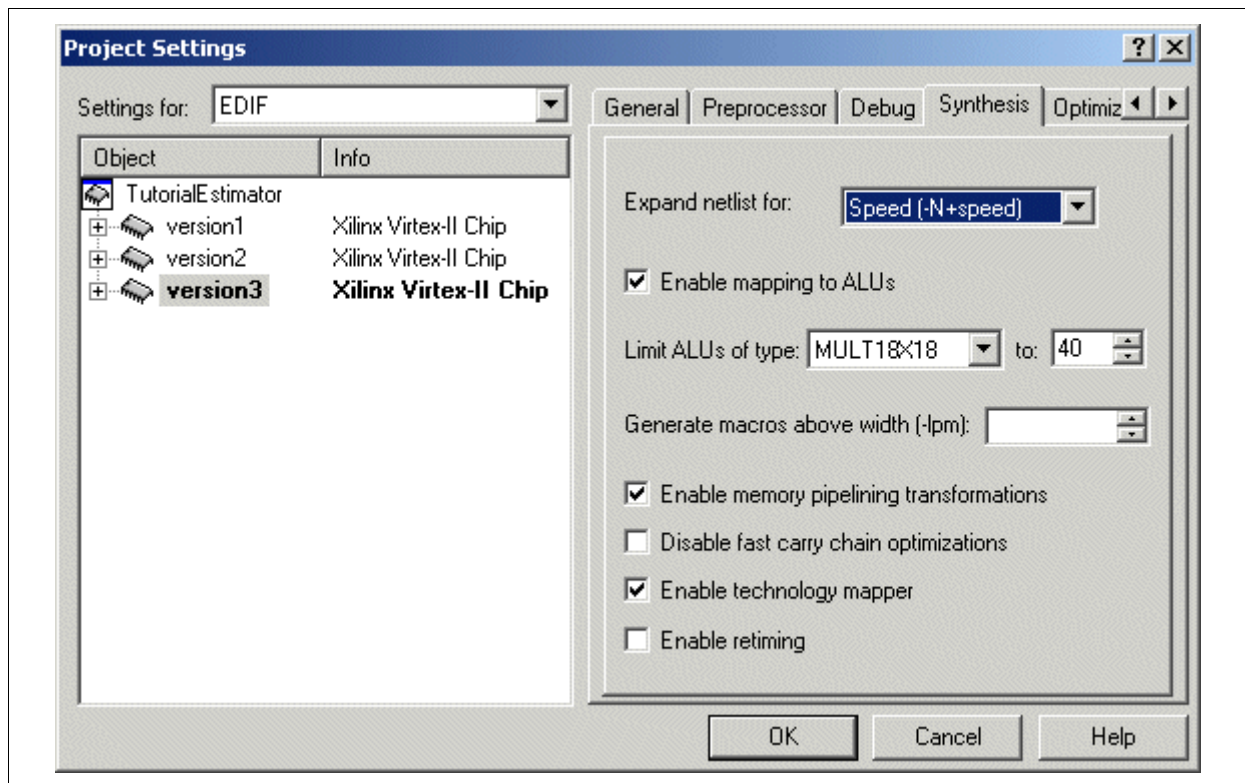 Project Settings
Settings for: EDIF
General Preprocessor Debug Synthesis Optimiz
Object Info
TutorialEstimator
version1 Xilinx Virtex-II Chip
version2 Xilinx Virtex-II Chip
version3 Xilinx Virtex-II Chip
Expand netlist for: Speed (-N+speed)
Enable mapping to ALUs
Limit ALUs of type: MULT18X18 to: 40
Generate macros above width (-lpm):
Enable memory pipelining transformations
Disable fast carry chain optimizations
Enable technology mapper
Enable retiming
OK Cancel Help